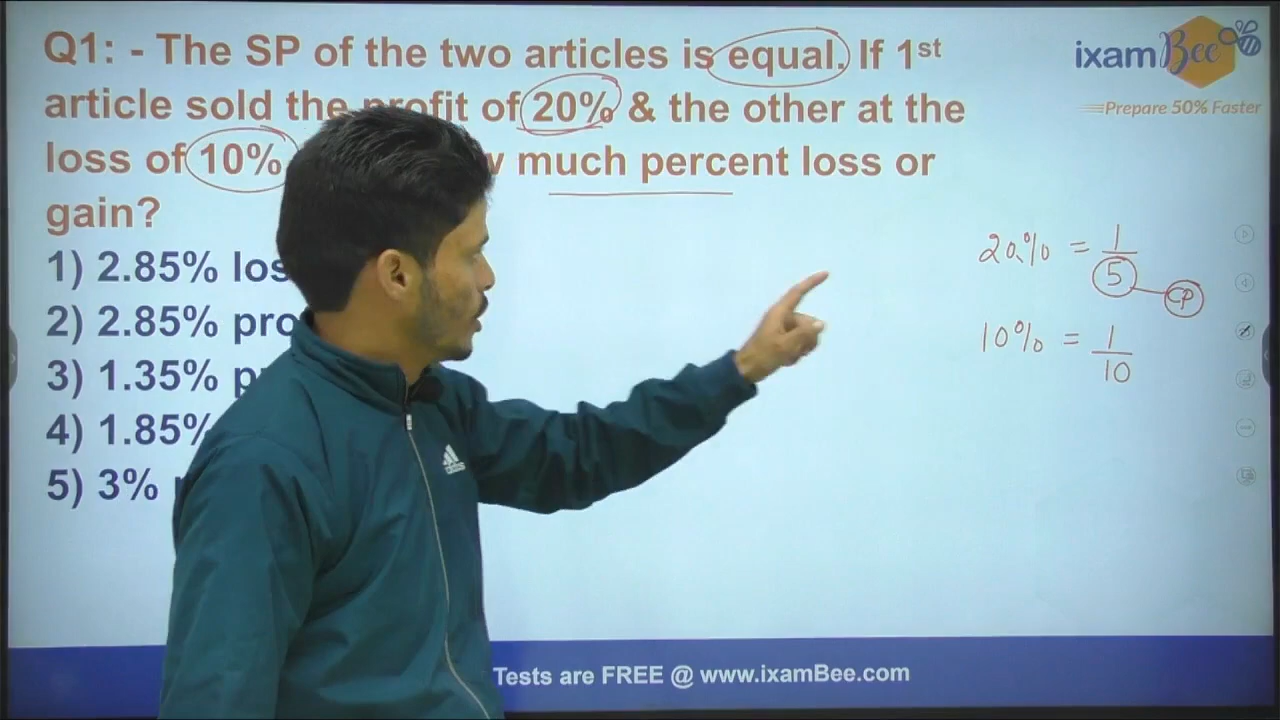 Q1: - The SP of the two articles is equal. If 1st
article sold the profit of 20% & the other at the
loss of 10% much percent loss or
gain?
1) 2.85%
2) 2.85%
3) 1.35%
4) 1.85%
5) 3%
ixamBee
Prepare 50% Faster
20% = 1/5 CP
10% = 1/10
adidas
Tests are FREE @ www.ixamBee.com